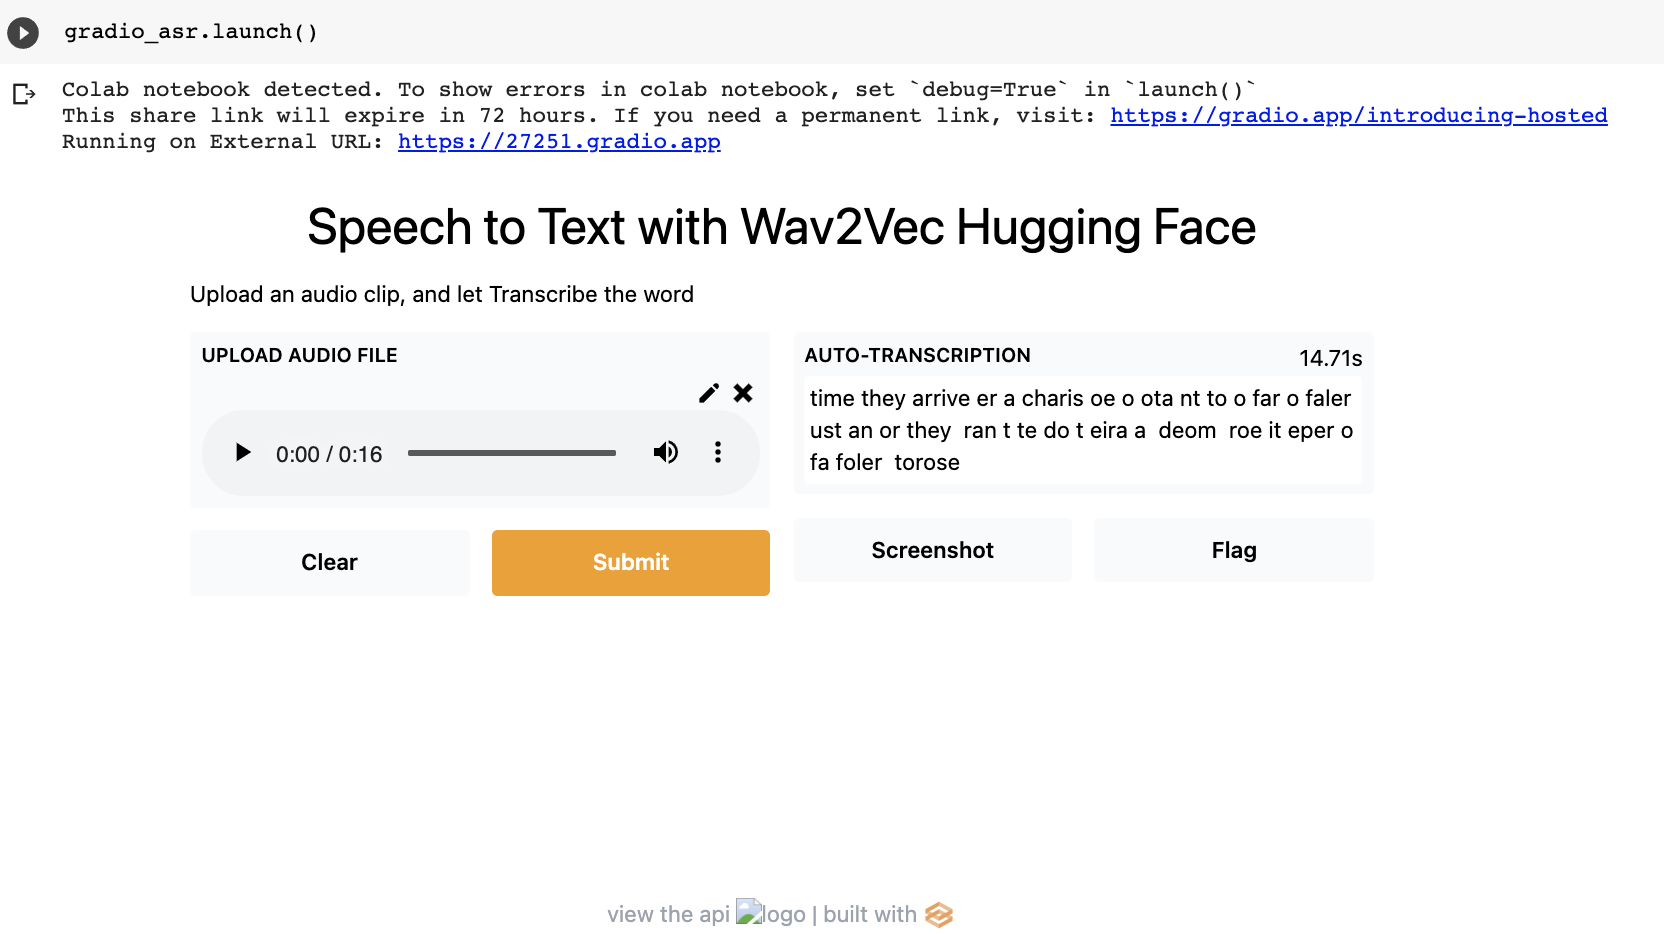 gradio_asr.launch()
Colab notebook detected. To show errors in colab notebook, set `debug=True` in `launch()`
This share link will expire in 72 hours. If you need a permanent link, visit: https://gradio.app/introducing-hosted
Running on External URL: https://27251.gradio.app
Speech to Text with Wav2Vec Hugging Face
Upload an audio clip, and let Transcribe the word
UPLOAD AUDIO FILE
0:00 / 0:16
Clear
Submit
AUTO-TRANSCRIPTION
14.71s
time they arrive er a charis oe o ota nt to o far o faler
ust an or they  ran t te do t eira a  deom  roe it eper o
fa foler  torose
Screenshot
Flag
view the api logo | built with